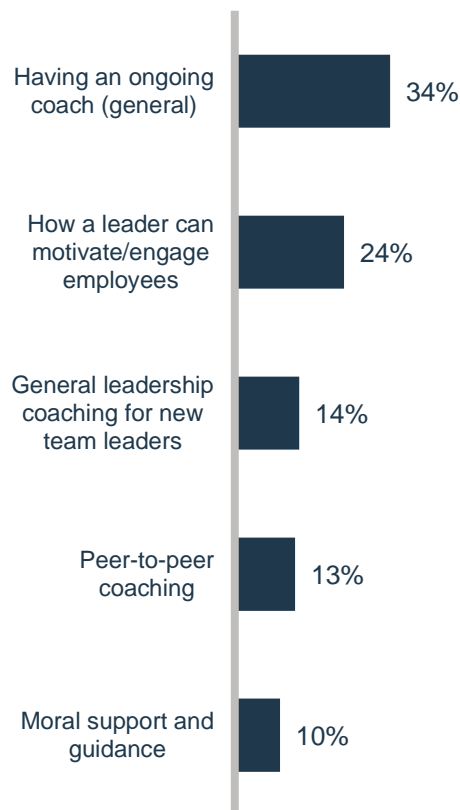 Having an ongoing
coach (general)
34%
How a leader can
motivate/engage
employees
24%
General leadership
coaching for new
team leaders
14%
Peer-to-peer
coaching
13%
Moral support and
guidance
10%